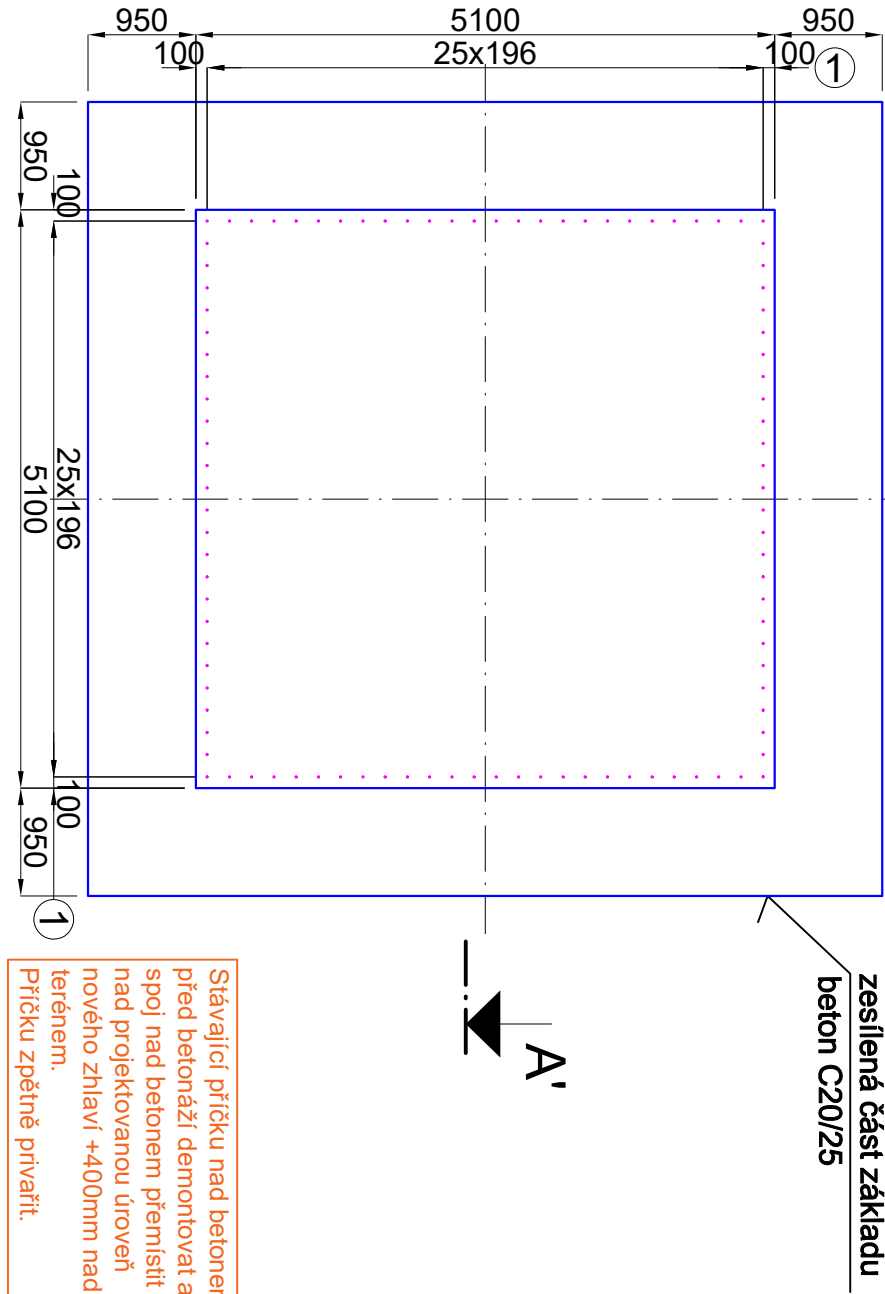 950
5100
950
100
25x196
100
1
950
100
25x196
5100
100
950
1
zesílená část základu
beton C20/25
A'
Stávající příčku nad
před betonáží demontovat a
spoj nad betonem přemístit
nad projektovanou úroveň
nového zhlaví +400mm nad
terénem.
Příčku zpětně privařit.